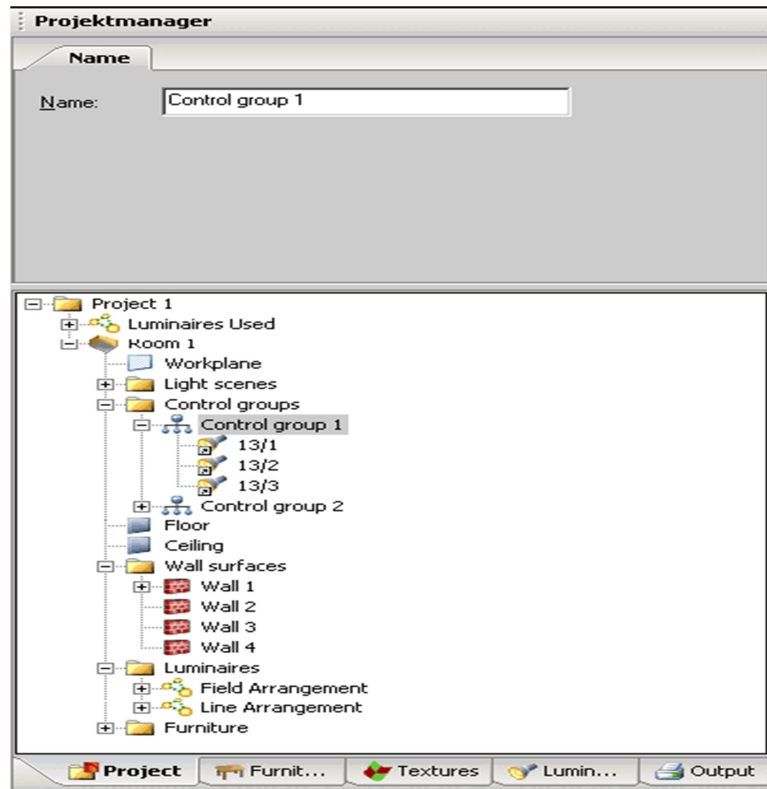 Projektmanager
Name
Name: Control group 1
Project 1
Luminaires Used
Room 1
Workplane
Light scenes
Control groups
Control group 1
13/1
13/2
13/3
Control group 2
Floor
Ceiling
Wall surfaces
Wall 1
Wall 2
Wall 3
Wall 4
Luminaires
Field Arrangement
Line Arrangement
Furniture
Project Furnit... Textures Lumin... Output